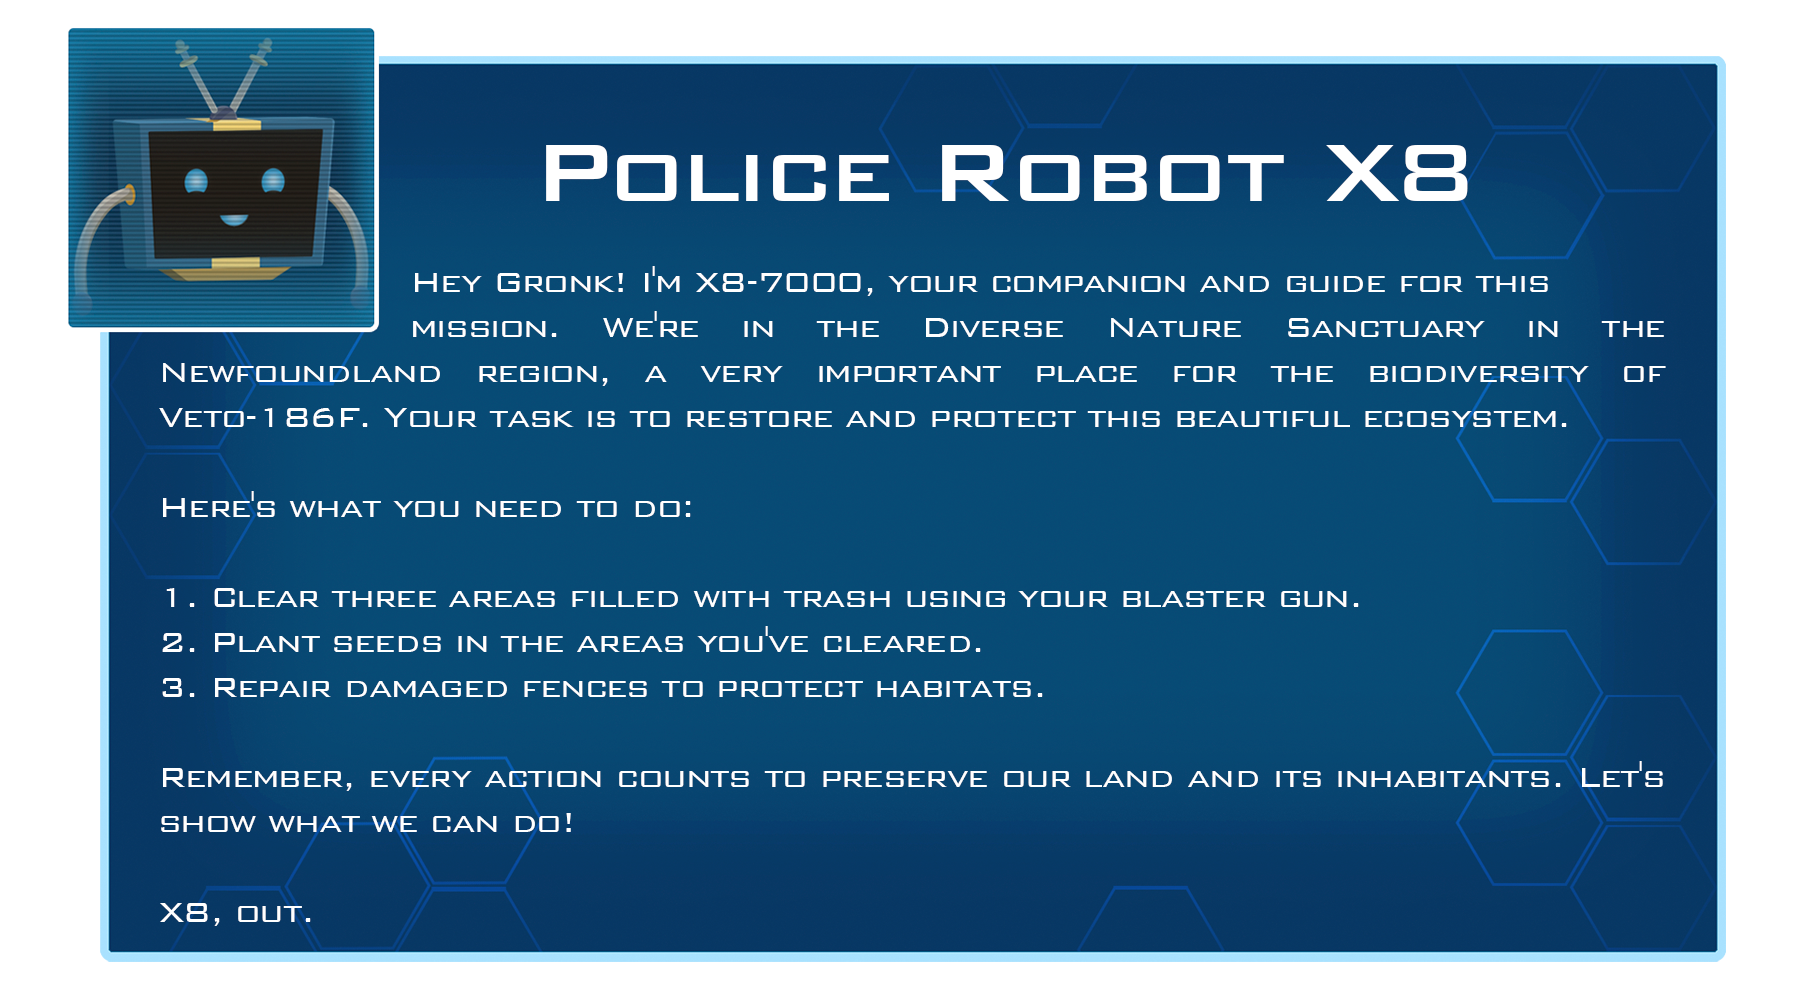 Police Robot X8
Hey Gronk! I'm X8-7000, your companion and guide for this
mission. We're in the Diverse Nature Sanctuary in the
Newfoundland region, a very important place for the biodiversity of
Veto-186F. Your task is to restore and protect this beautiful ecosystem.
Here's what you need to do:
1. Clear three areas filled with trash using your blaster gun.
2. Plant seeds in the areas you've cleared.
3. Repair damaged fences to protect habitats.
Remember, every action counts to preserve our land and its inhabitants. Let's
show what we can do!
X8, out.